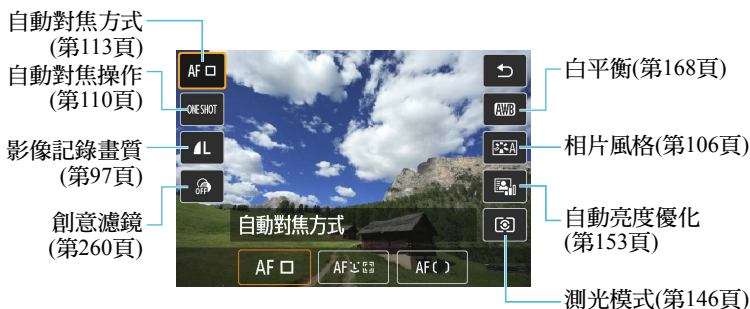 自動對焦方式
(第113頁)
自動對焦操作
(第110頁)
影像記錄畫質
(第97頁)
創意濾鏡
(第260頁)
AF
ONE SHOT
L
OFF
AWB
A
自動對焦方式
AF
AF
AF( )
白平衡(第168頁)
相片風格(第106頁)
自動亮度優化
(第153頁)
測光模式(第146頁)